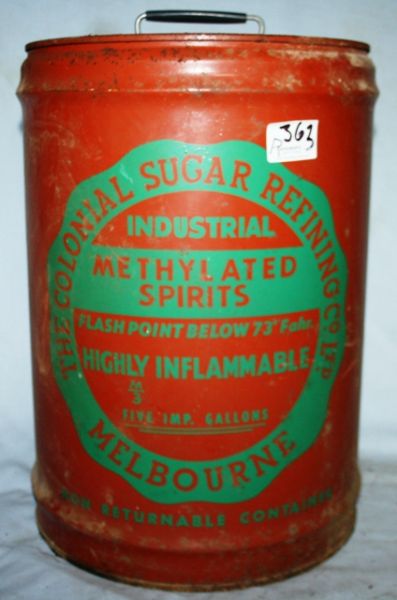 363
THE COLONIAL SUGAR REFINING CO LTD
INDUSTRIAL
METHYLATED
SPIRITS
FLASH POINT BELOW 73° Fahr.
HIGHLY INFLAMMABLE
M/3
FIVE IMP. GALLONS
MELBOURNE
NON RETURNABLE CONTAINER